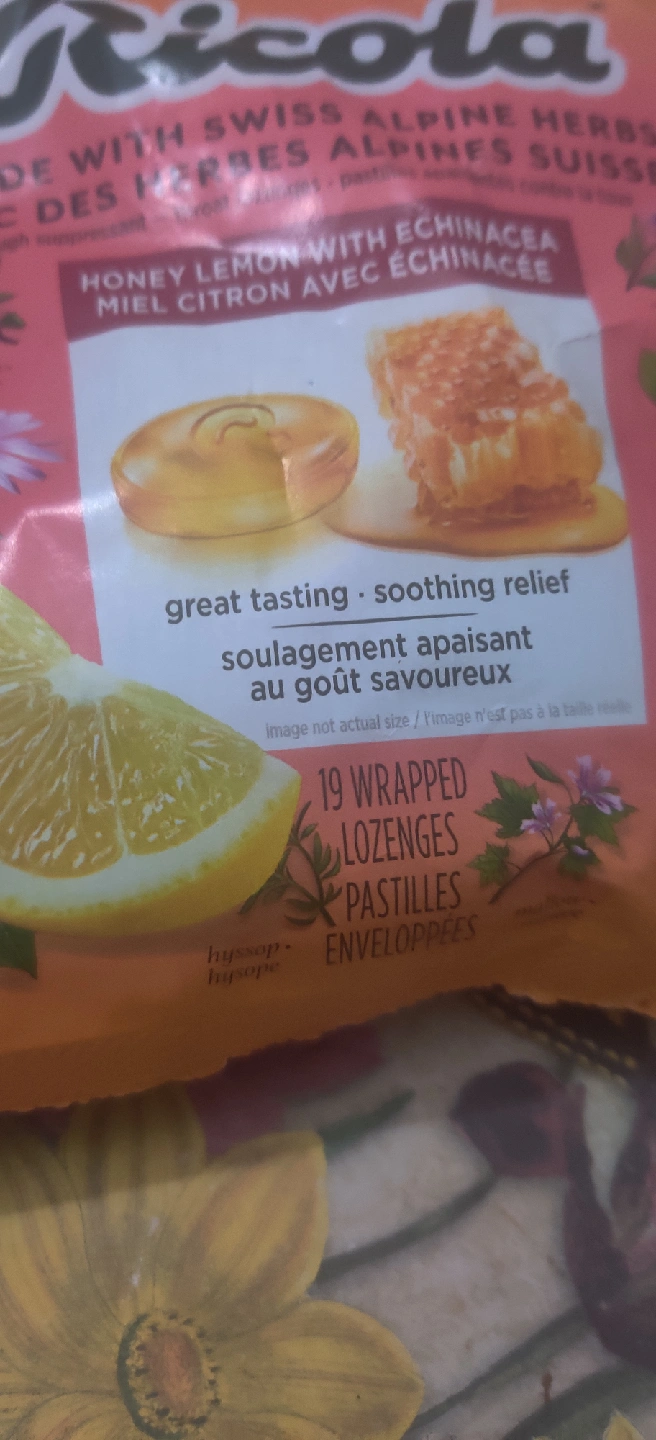 Ricola
DE WITH SWISS ALPINE HERBS
C DES HERBES ALPINES SUISSE
HONEY LEMON WITH ECHINACEA
MIEL CITRON AVEC ÉCHINACÉE
great tasting · soothing relief
soulagement apaisant
au goût savoureux
image not actual size / l'image n'est pas à la taille réelle
19 WRAPPED
LOZENGES
PASTILLES
ENVELOPPÉES
hyssop ·
hysope